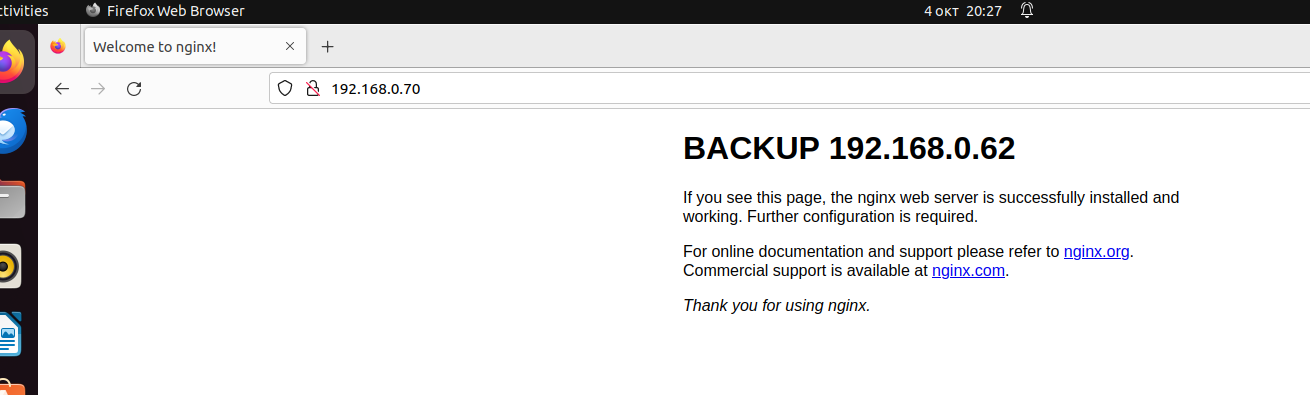 ctivities Firefox Web Browser 4 окт 20:27
Welcome to nginx!
192.168.0.70
BACKUP 192.168.0.62
If you see this page, the nginx web server is successfully installed and
working. Further configuration is required.
For online documentation and support please refer to nginx.org.
Commercial support is available at nginx.com.
Thank you for using nginx.